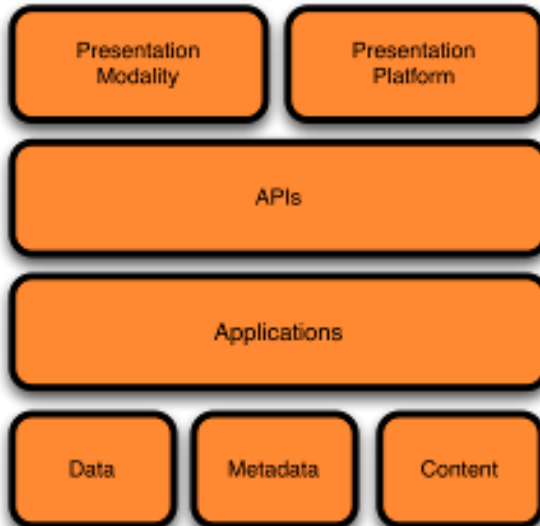 Presentation
Modality
Presentation
Platform
APIs
Applications
Data
Metadata
Content